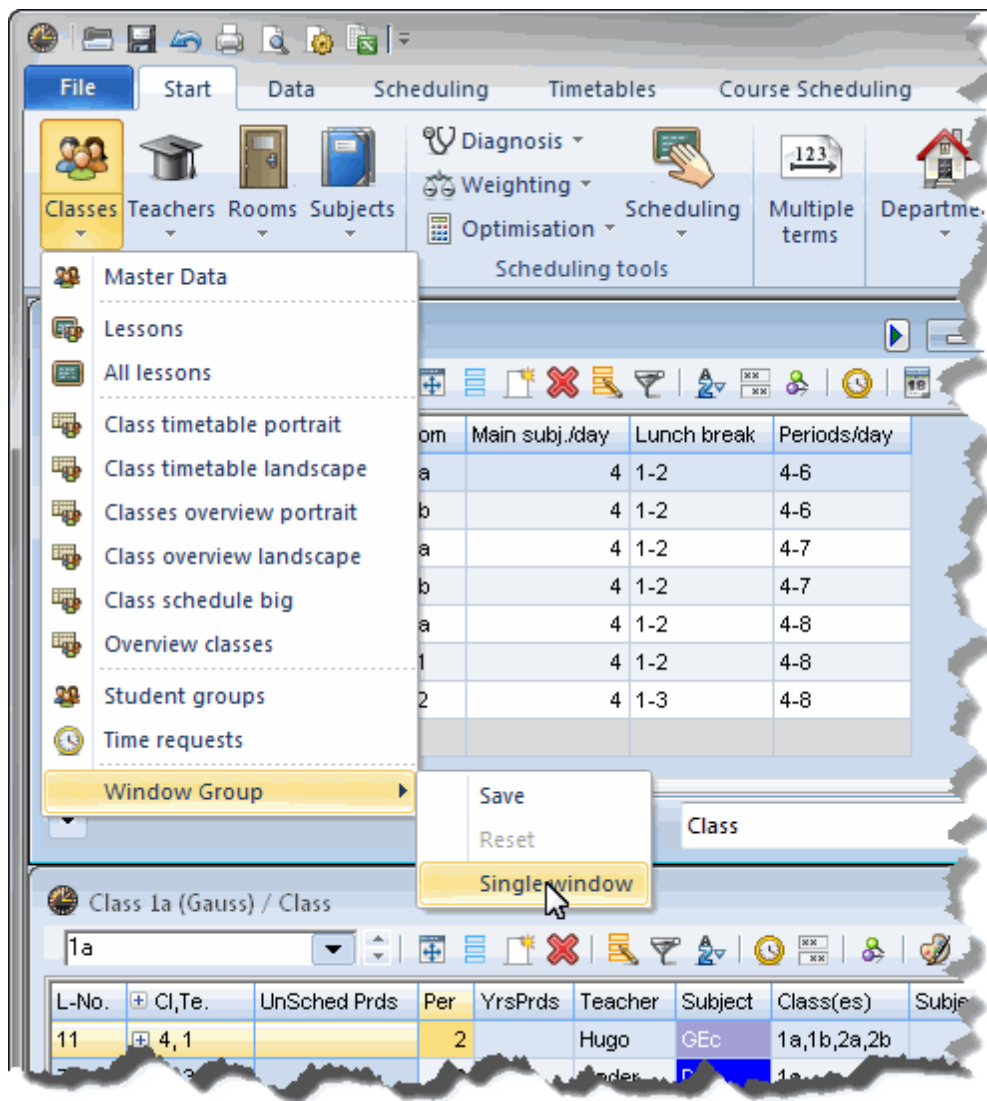 File Start Data Scheduling Timetables Course Scheduling
Classes Teachers Rooms Subjects
Diagnosis
Weighting
Optimisation
Scheduling
123
Multiple
terms
Departme
Scheduling tools
Master Data
Lessons
All lessons
Class timetable portrait
Class timetable landscape
Classes overview portrait
Class overview landscape
Class schedule big
Overview classes
Student groups
Time requests
Window Group
Save
Reset
Single window
om Main subj./day Lunch break Periods/day
a 4 1-2 4-6
b 4 1-2 4-6
a 4 1-2 4-7
b 4 1-2 4-7
a 4 1-2 4-8
1 4 1-2 4-8
2 4 1-3 4-8
Class
Class 1a (Gauss) / Class
1a
L-No. Cl,Te. UnSched Prds Per YrsPrds Teacher Subject Class(es) Subje
11 4, 1 2 Hugo GEc 1a,1b,2a,2b